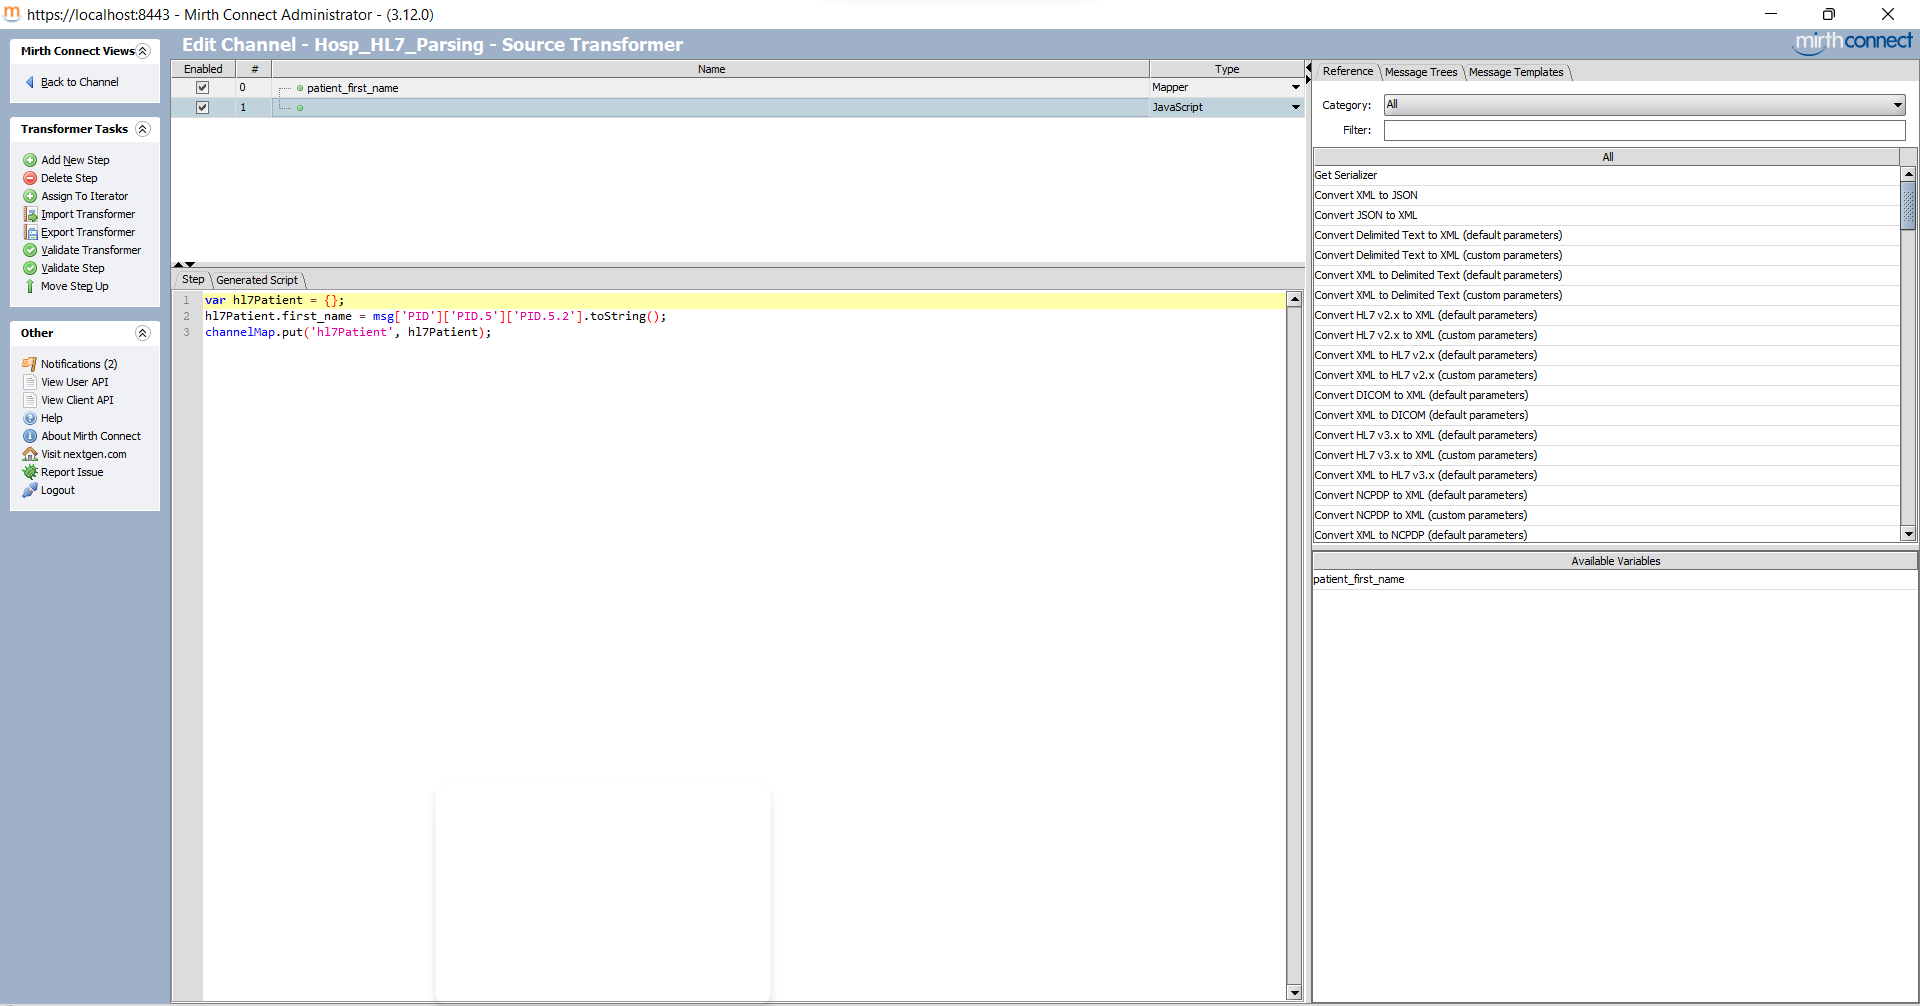 https://localhost:8443 - Mirth Connect Administrator - (3.12.0)
Mirth Connect Views
Back to Channel
Transformer Tasks
Add New Step
Delete Step
Assign To Iterator
Import Transformer
Export Transformer
Validate Transformer
Validate Step
Move Step Up
Other
Notifications (2)
View User API
View Client API
Help
About Mirth Connect
Visit nextgen.com
Report Issue
Logout
Edit Channel - Hosp_HL7_Parsing - Source Transformer
mirthconnect
Enabled # Name Type
0 patient_first_name Mapper
1 JavaScript
Step Generated Script
1 var hl7Patient = {};
2 hl7Patient.first_name = msg['PID']['PID.5']['PID.5.2'].toString();
3 channelMap.put('hl7Patient', hl7Patient);
Reference Message Trees Message Templates
Category: All
Filter:
All
Get Serializer
Convert XML to JSON
Convert JSON to XML
Convert Delimited Text to XML (default parameters)
Convert Delimited Text to XML (custom parameters)
Convert XML to Delimited Text (default parameters)
Convert XML to Delimited Text (custom parameters)
Convert HL7 v2.x to XML (default parameters)
Convert HL7 v2.x to XML (custom parameters)
Convert XML to HL7 v2.x (default parameters)
Convert XML to HL7 v2.x (custom parameters)
Convert DICOM to XML (default parameters)
Convert XML to DICOM (default parameters)
Convert HL7 v3.x to XML (default parameters)
Convert HL7 v3.x to XML (custom parameters)
Convert XML to HL7 v3.x (default parameters)
Convert NCPDP to XML (default parameters)
Convert NCPDP to XML (custom parameters)
Convert XML to NCPDP (default parameters)
Available Variables
patient_first_name